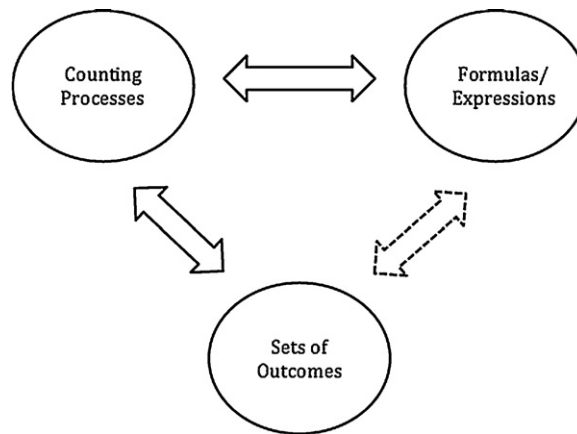 Counting
Processes
Formulas/
Expressions
Sets of
Outcomes